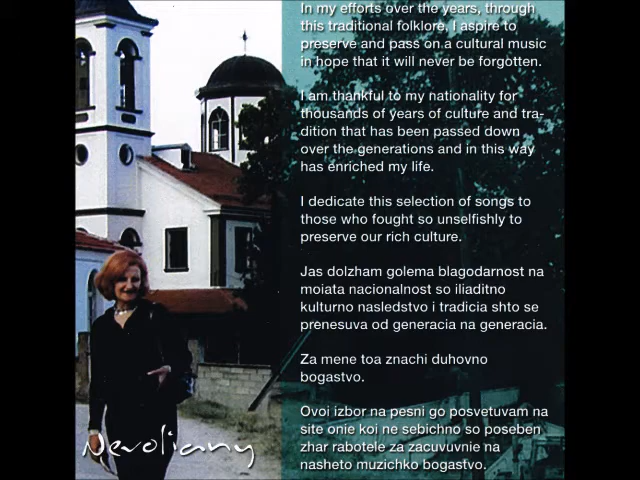 In my efforts over the years, through
this traditional folklore, I aspire to
preserve and pass on a cultural music
in hope that it will never be forgotten.
I am thankful to my nationality for
thousands of years of culture and tra-
dition that has been passed down
over the generations and in this way
has enriched my life.
I dedicate this selection of songs to
those who fought so unselfishly to
preserve our rich culture.
Jas dolzham golema blagodarnost na
moiata nacionalnost so iliaditno
kulturno nasledstvo i tradicia shto se
prenesuva od generacia na generacia.
Za mene toa znachi duhovno
bogastvo.
Ovoi izbor na pesni go posvetuvam na
site onie koi ne sebichno so poseben
zhar rabotele za zacuvuvnie na
nasheto muzichko bogastvo.
Nevoliany